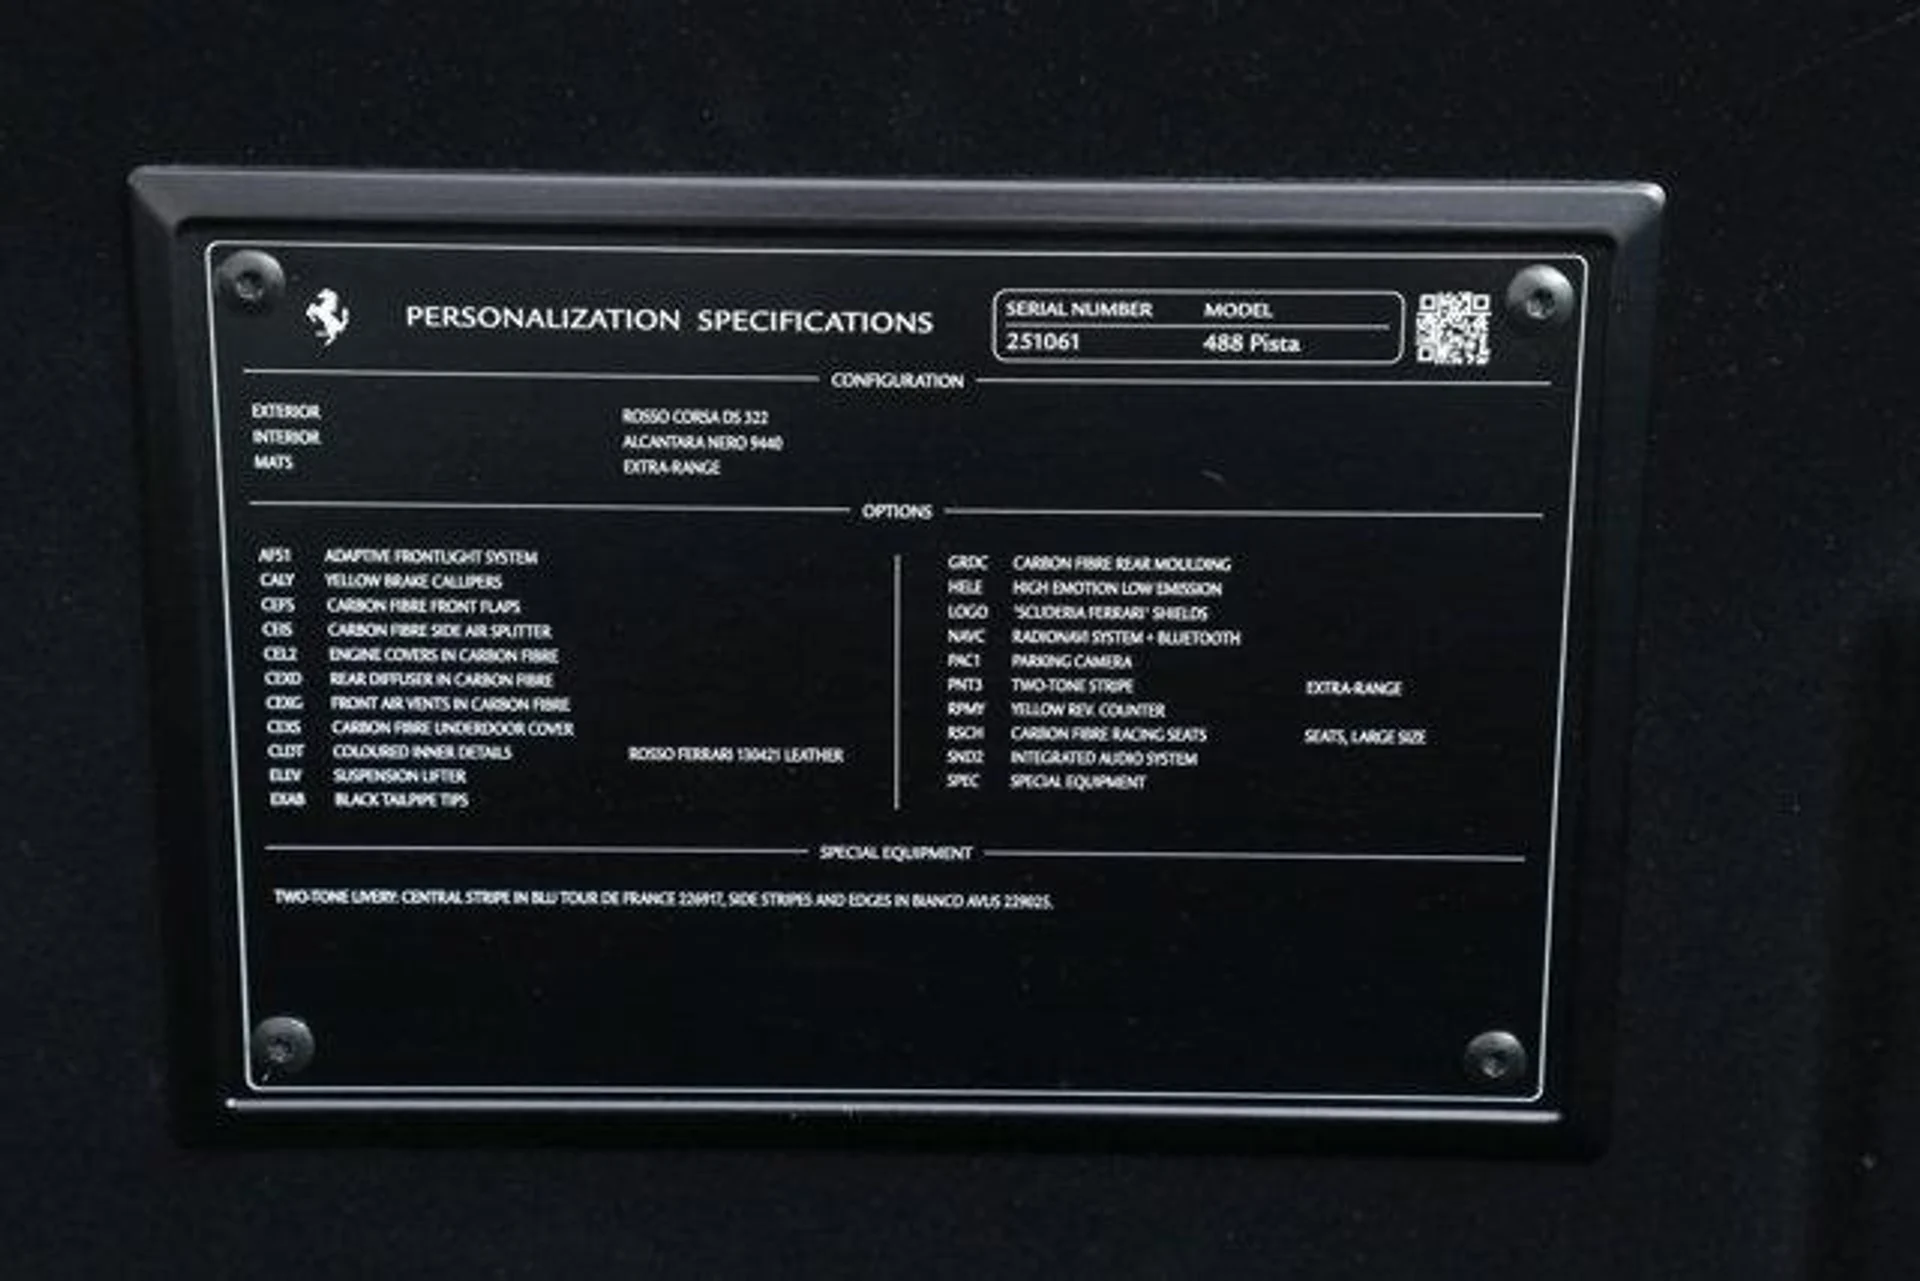 PERSONALIZATION SPECIFICATIONS
SERIAL NUMBER MODEL
251061 488 Pista
CONFIGURATION
EXTERIOR ROSSO CORSA DS 322
INTERIOR ALCANTARA NERO 9440
MATS EXTRA-RANGE
OPTIONS
AFS1 ADAPTIVE FRONTLIGHT SYSTEM
CALY YELLOW BRAKE CALLIPERS
CEFS CARBON FIBRE FRONT FLAPS
CEIS CARBON FIBRE SIDE AIR SPLITTER
CEL2 ENGINE COVERS IN CARBON FIBRE
CEXD REAR DIFFUSER IN CARBON FIBRE
CEXG FRONT AIR VENTS IN CARBON FIBRE
CEXS CARBON FIBRE UNDERDOOR COVER
CLDT COLOURED INNER DETAILS ROSSO FERRARI 130421 LEATHER
ELEV SUSPENSION LIFTER
EXAB BLACK TAILPIPE TIPS
GRDC CARBON FIBRE REAR MOULDING
HELE HIGH EMOTION LOW EMISSION
LOGO "SCUDERIA FERRARI" SHIELDS
NAVC RADIONAVI SYSTEM + BLUETOOTH
PAC1 PARKING CAMERA
PNT3 TWO-TONE STRIPE EXTRA-RANGE
RPMY YELLOW REV. COUNTER
RSCH CARBON FIBRE RACING SEATS SEATS, LARGE SIZE
SND2 INTEGRATED AUDIO SYSTEM
SPEC SPECIAL EQUIPMENT
SPECIAL EQUIPMENT
TWO-TONE LIVERY: CENTRAL STRIPE IN BLU TOUR DE FRANCE 226917, SIDE STRIPES AND EDGES IN BIANCO AVUS 229025.